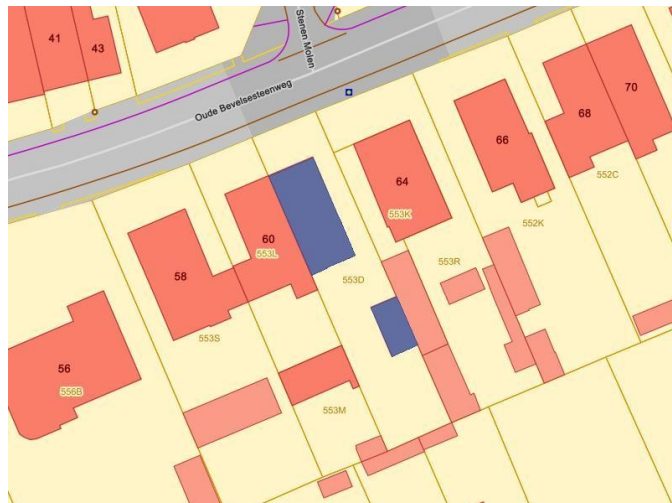 41
43
Stenen Molen
Oude Bevelsesteenweg
70
68
66
64
552C
553K
552K
60
553L
553R
58
553D
553S
56
556B
553M